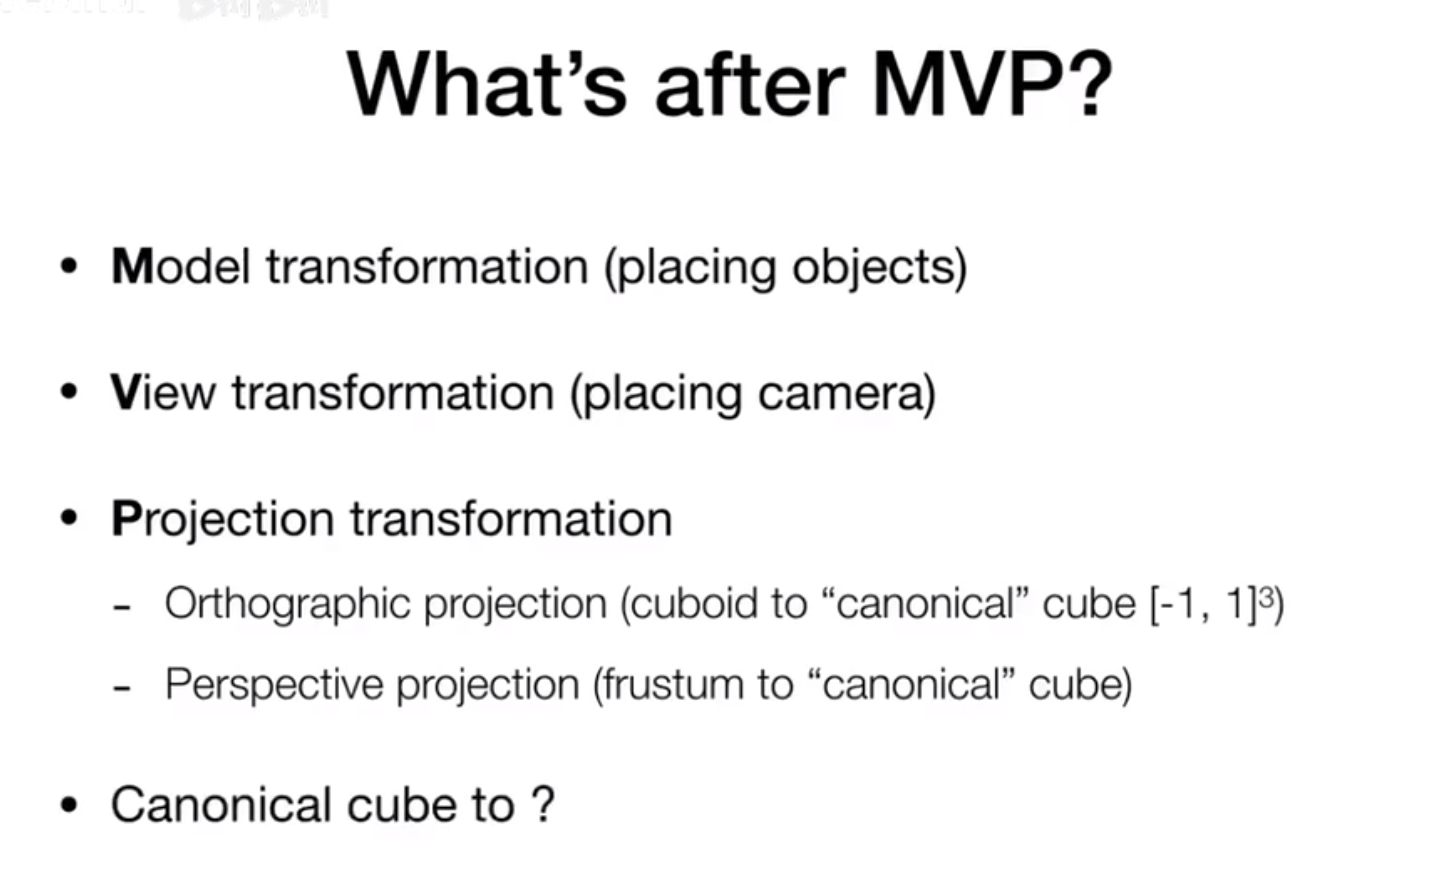 What’s after MVP?
• Model transformation (placing objects)
• View transformation (placing camera)
• Projection transformation
- Orthographic projection (cuboid to “canonical” cube [-1, 1]³)
- Perspective projection (frustum to “canonical” cube)
• Canonical cube to ?